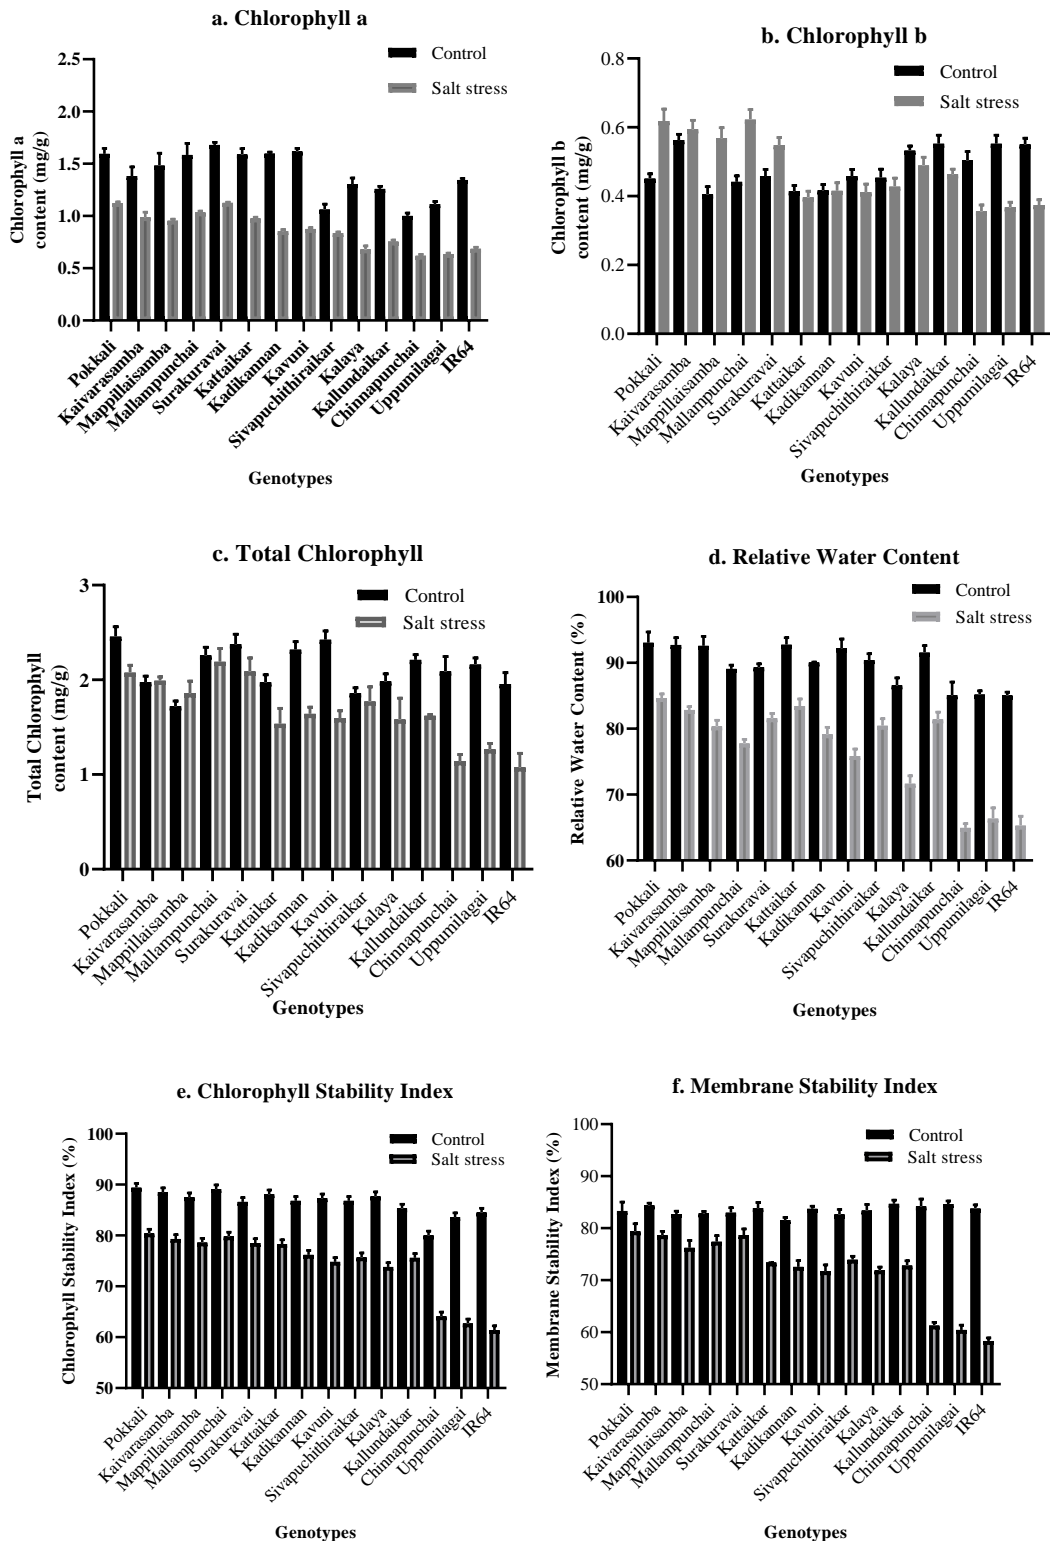 a. Chlorophyll a
Control
Salt stress
Chlorophyll a
content (mg/g)
2.5
2.0
1.5
1.0
0.5
0.0
Pokkali
Kaivarasamba
Mappillaisamba
Mallampunchai
Surakuravai
Kattaikar
Kadikannan
Kavuni
Sivapuchithiraikar
Kalaya
Kallundaikar
Chinnapunchai
Uppumilagai
IR64
Genotypes
b. Chlorophyll b
Control
Salt stress
Chlorophyll b
content (mg/g)
0.8
0.6
0.4
0.2
0.0
Pokkali
Kaivarasamba
Mappillaisamba
Mallampunchai
Surakuravai
Kattaikar
Kadikannan
Kavuni
Sivapuchithiraikar
Kalaya
Kallundaikar
Chinnapunchai
Uppumilagai
IR64
Genotypes
c. Total Chlorophyll
Control
Salt stress
Total Chlorophyll
content (mg/g)
3
2
1
0
Pokkali
Kaivarasamba
Mappillaisamba
Mallampunchai
Surakuravai
Kattaikar
Kadikannan
Kavuni
Sivapuchithiraikar
Kalaya
Kallundaikar
Chinnapunchai
Uppumilagai
IR64
Genotypes
d. Relative Water Content
Control
Salt stress
Relative Water Content (%)
100
90
80
70
60
Pokkali
Kaivarasamba
Mappillaisamba
Mallampunchai
Surakuravai
Kattaikar
Kadikannan
Kavuni
Sivapuchithiraikar
Kalaya
Kallundaikar
Chinnapunchai
Uppumilagai
IR64
Genotypes
e. Chlorophyll Stability Index
Control
Salt stress
Chlorophyll Stability Index (%)
100
90
80
70
60
50
Pokkali
Kaivarasamba
Mappillaisamba
Mallampunchai
Surakuravai
Kattaikar
Kadikannan
Kavuni
Sivapuchithiraikar
Kalaya
Kallundaikar
Chinnapunchai
Uppumilagai
IR64
Genotypes
f. Membrane Stability Index
Control
Salt stress
Membrane Stability Index (%)
100
90
80
70
60
50
Pokkali
Kaivarasamba
Mappillaisamba
Mallampunchai
Surakuravai
Kattaikar
Kadikannan
Kavuni
Sivapuchithiraikar
Kalaya
Kallundaikar
Chinnapunchai
Uppumilagai
IR64
Genotypes